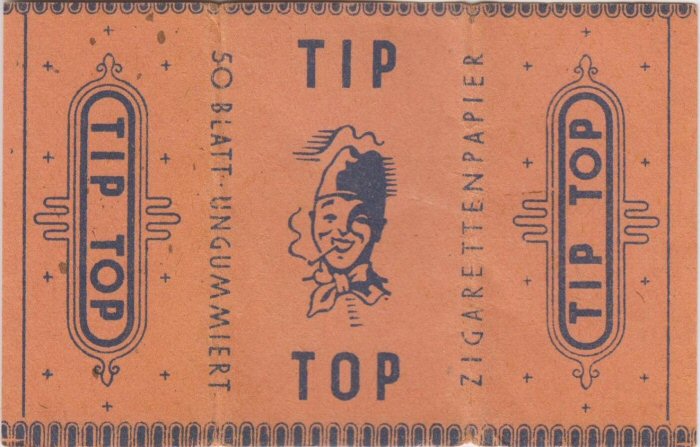 TIP TOP
50 BLATT · UNGUMMIERT
TIP
TOP
ZIGARETTENPAPIER
TIP TOP